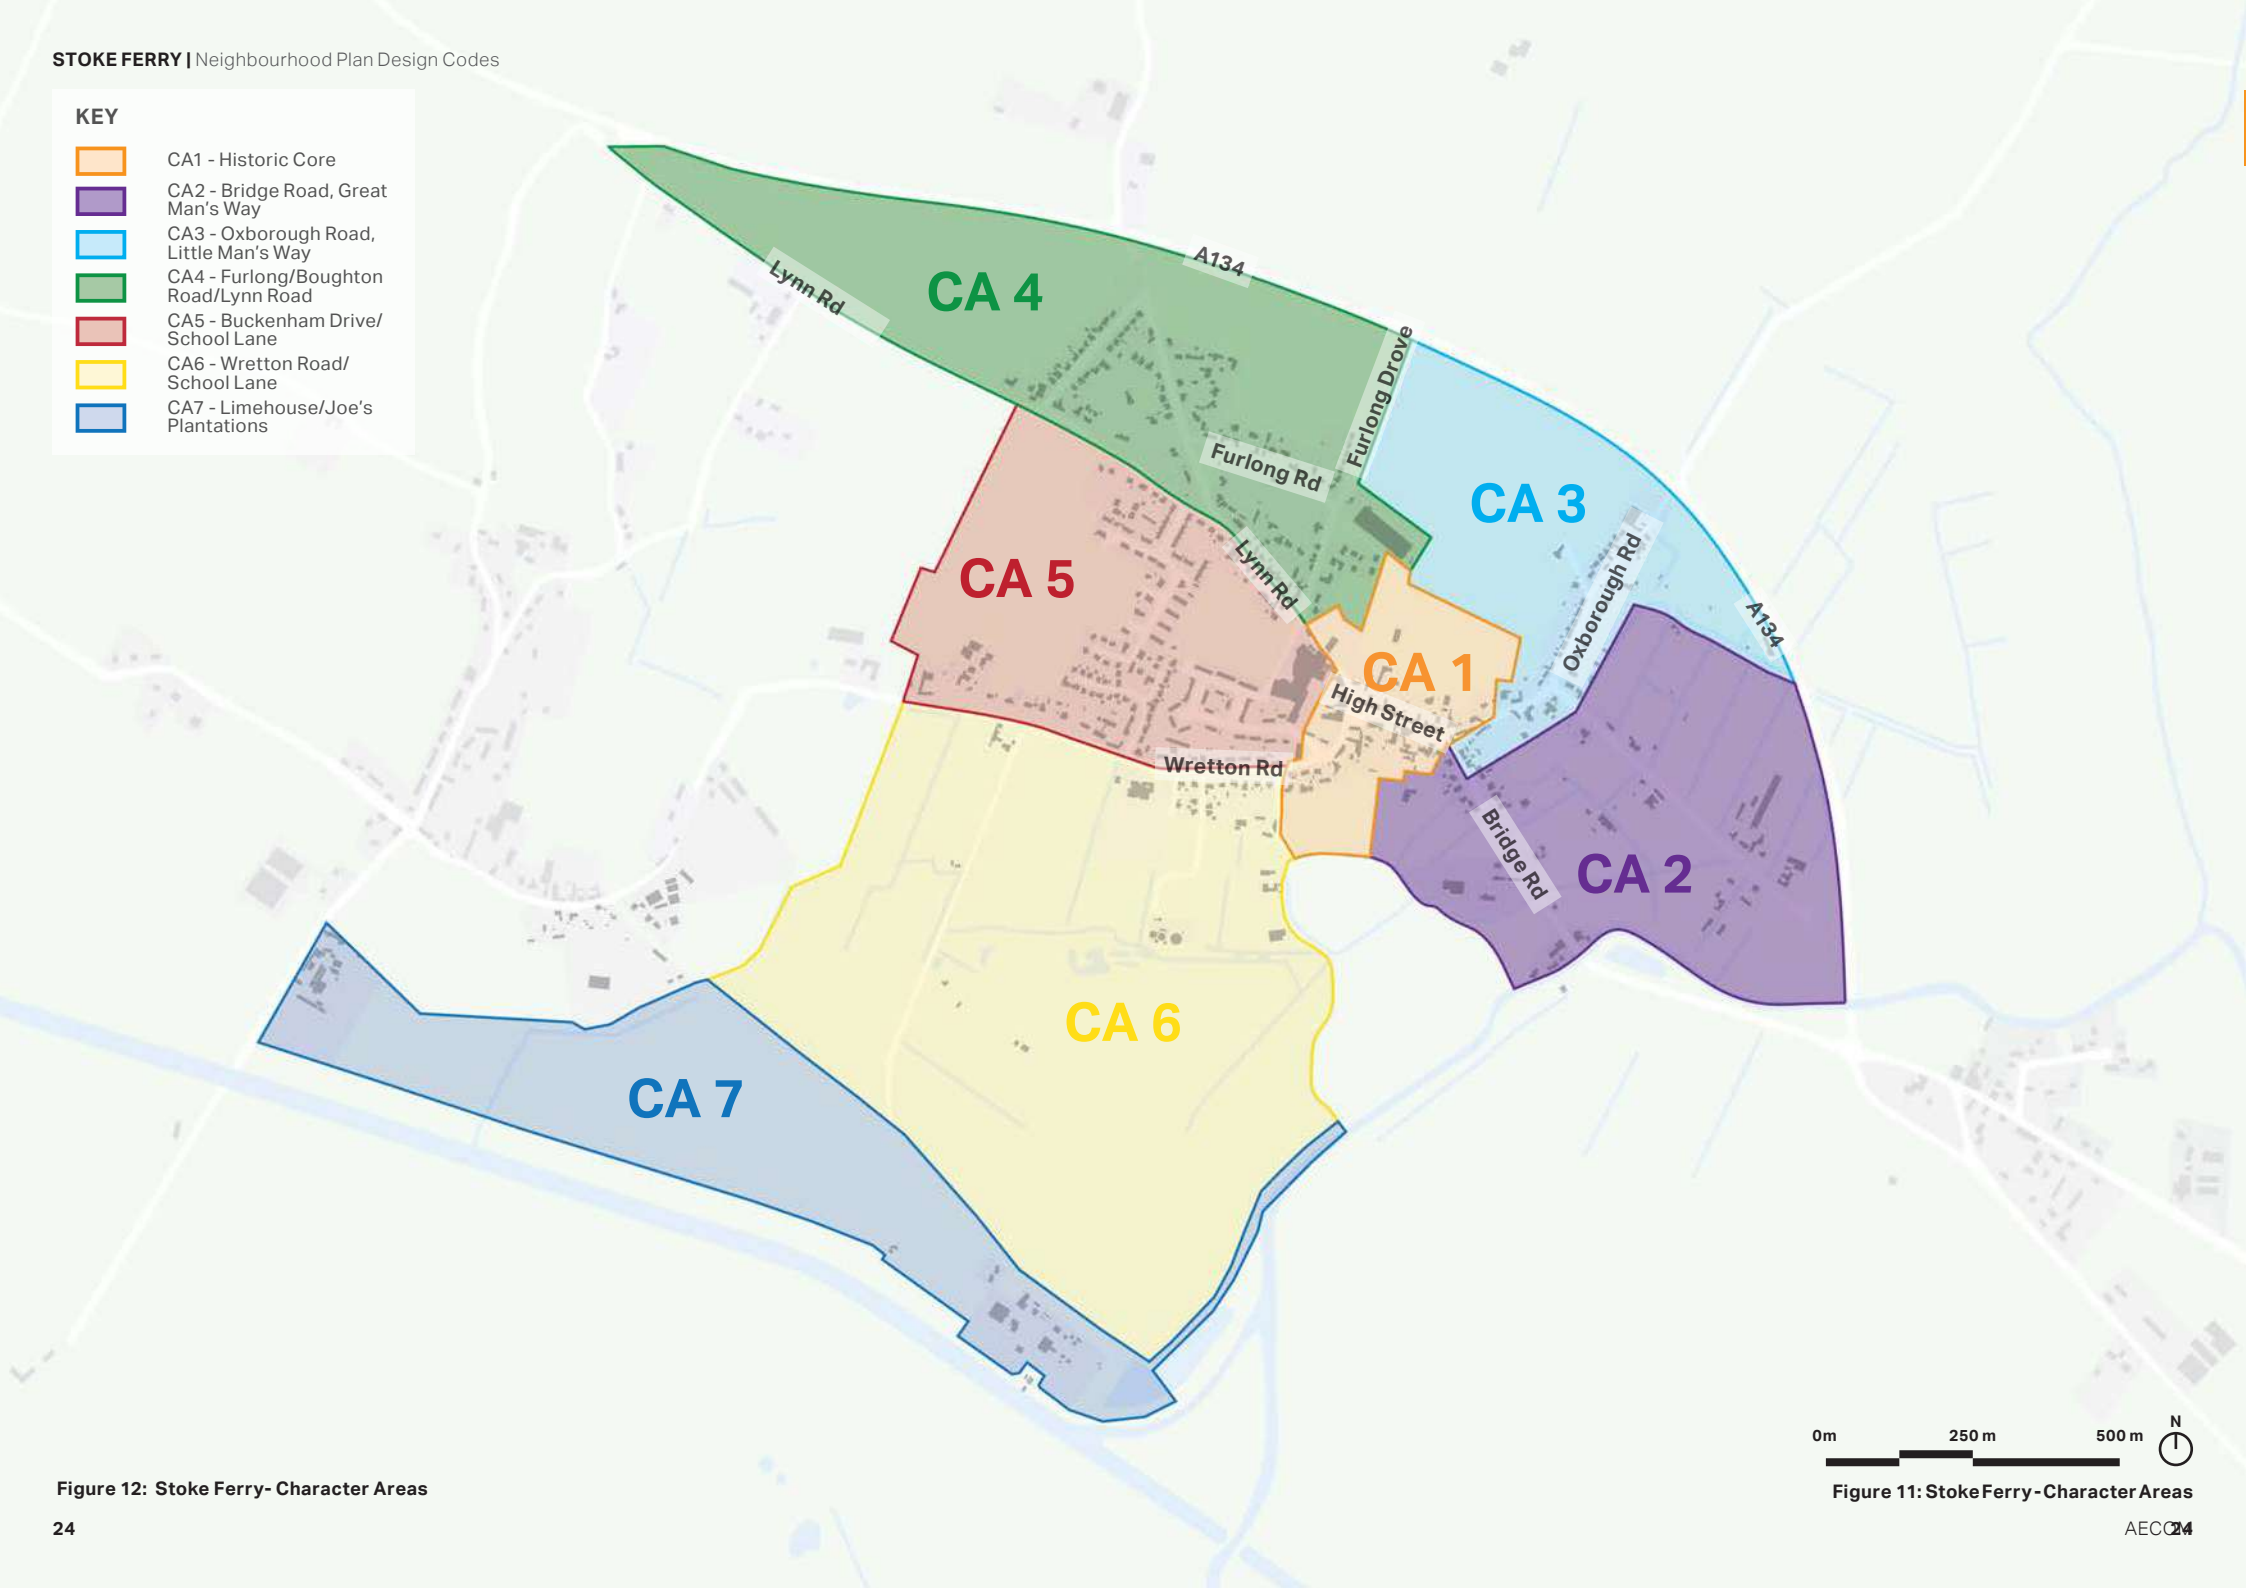 STOKE FERRY | Neighbourhood Plan Design Codes
KEY
CA1 - Historic Core
CA2 - Bridge Road, Great
Man's Way
CA3 - Oxborough Road,
Little Man's Way
CA4 - Furlong/Boughton
Road/Lynn Road
CA5 - Buckenham Drive/
School Lane
CA6 - Wretton Road/
School Lane
CA7 - Limehouse/Joe's
Plantations
A134
Lynn Rd
CA 4
Furlong Drove
Furlong Rd
CA 3
Lynn Rd
CA 5
Oxborough Rd
A134
CA 1
High Street
Wretton Rd
Bridge Rd
CA 2
CA 6
CA 7
N
0m 250 m 500 m
Figure 12: Stoke Ferry- Character Areas
Figure 11: Stoke Ferry - Character Areas
24
AECOM
24